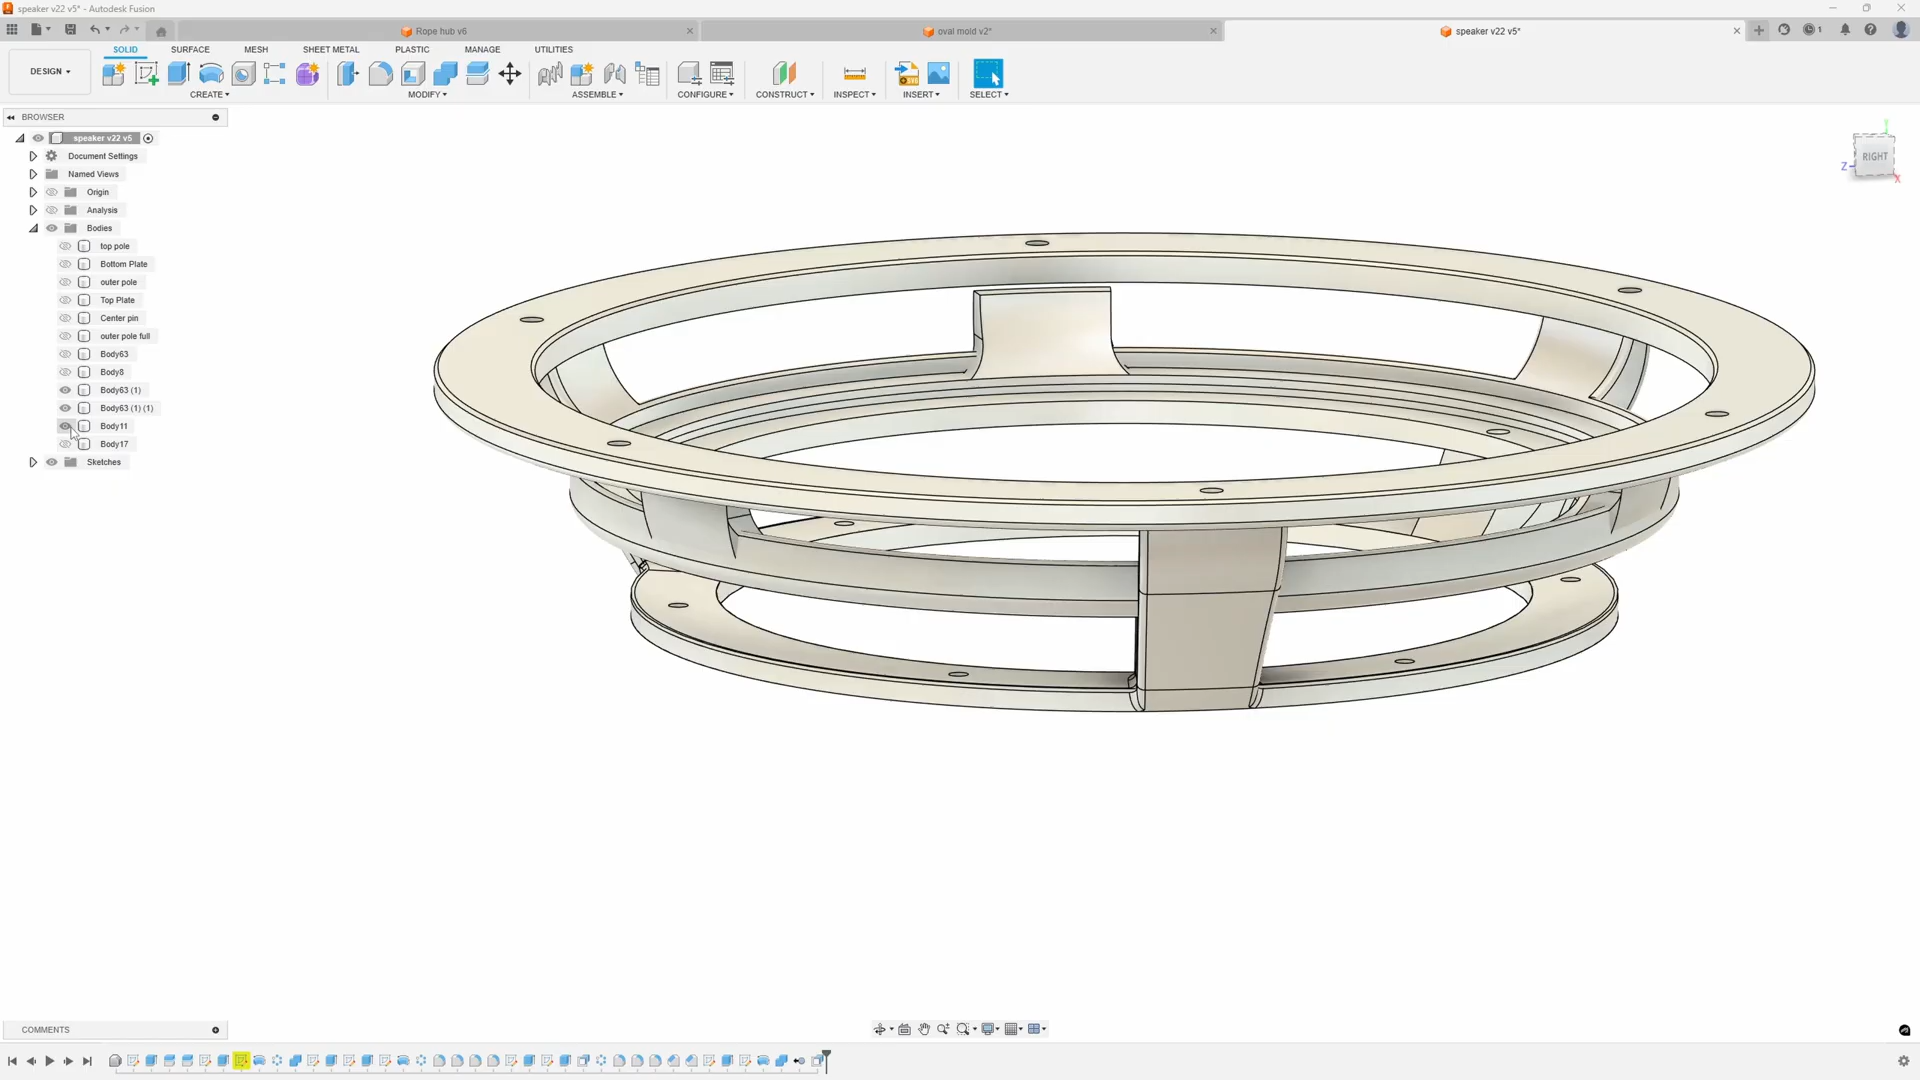 speaker v22 v5* - Autodesk Fusion
Rope hub v6
oval mold v2*
speaker v22 v5*
1
SOLID
SURFACE
MESH
SHEET METAL
PLASTIC
MANAGE
UTILITIES
DESIGN
CREATE
MODIFY
ASSEMBLE
CONFIGURE
CONSTRUCT
INSPECT
INSERT
SELECT
BROWSER
speaker v22 v5
Document Settings
Named Views
Origin
Analysis
Bodies
top pole
Bottom Plate
outer pole
Top Plate
Center pin
outer pole full
Body63
Body8
Body63 (1)
Body63 (1) (1)
Body11
Body17
Sketches
RIGHT
Z
X
COMMENTS